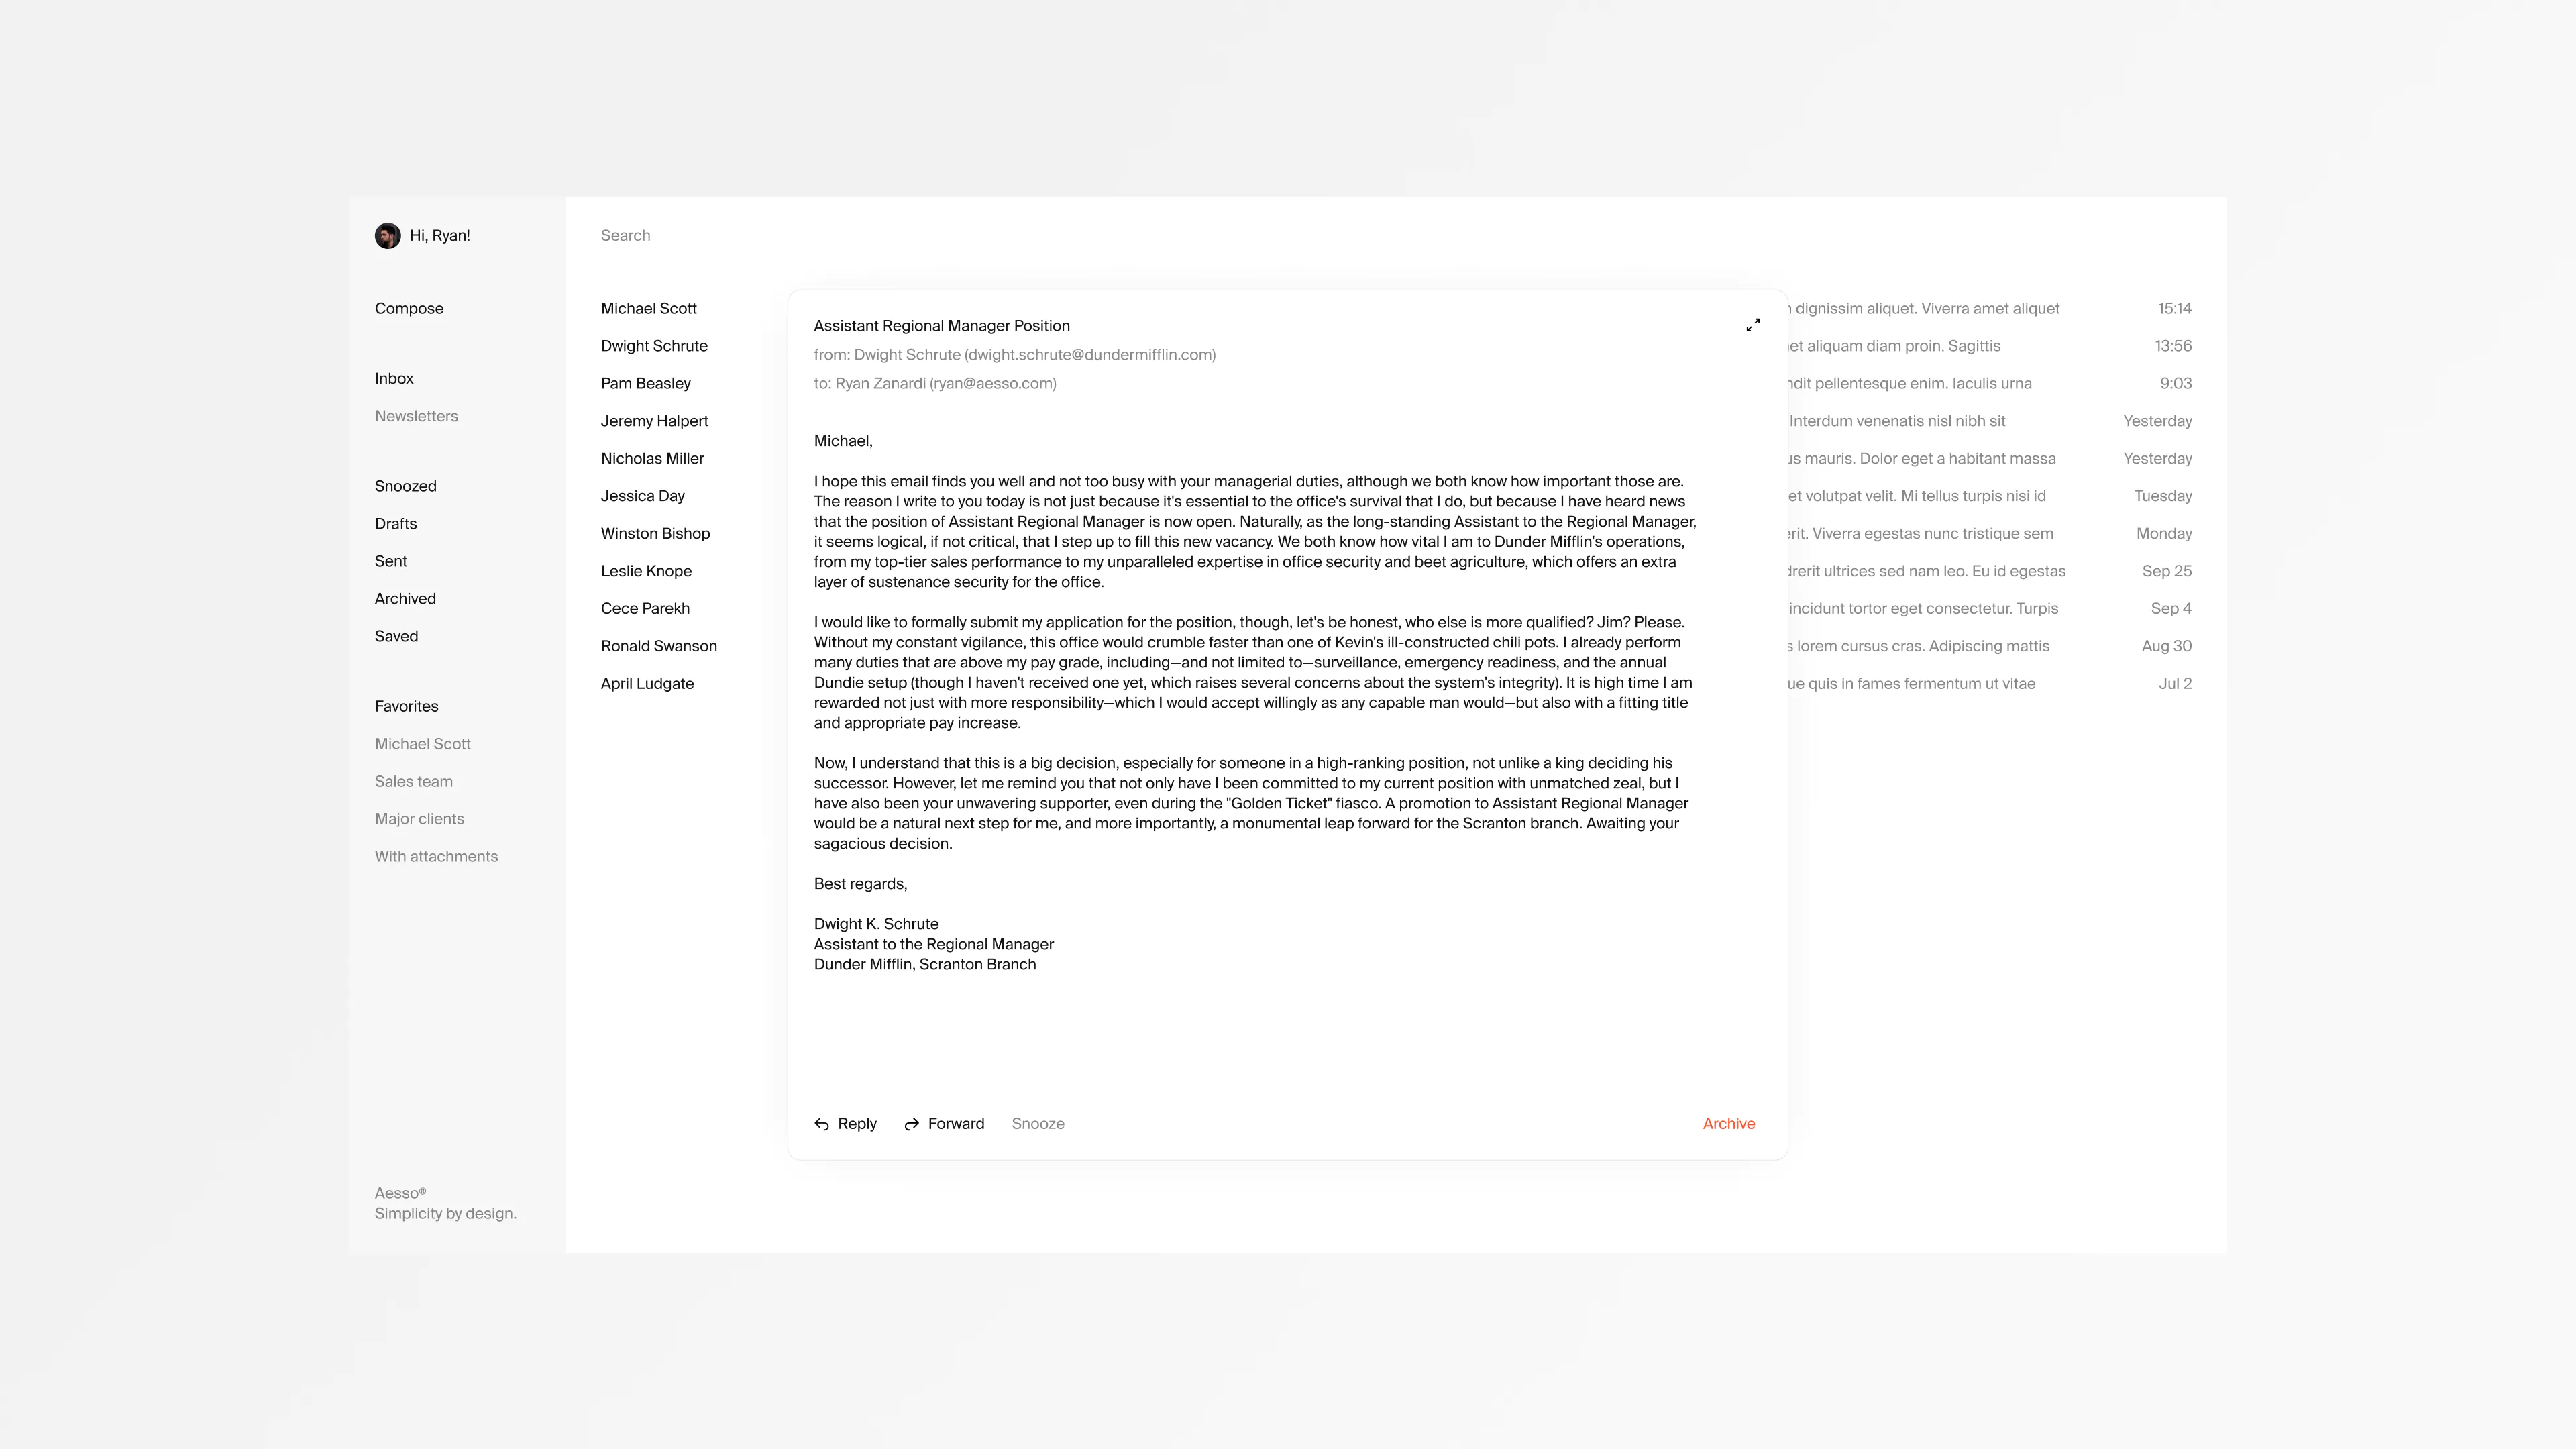 Hi, Ryan!
Compose
Inbox
Newsletters
Snoozed
Drafts
Sent
Archived
Saved
Favorites
Michael Scott
Sales team
Major clients
With attachments
Aesso®
Simplicity by design.
Search
Michael Scott
Dwight Schrute
Pam Beasley
Jeremy Halpert
Nicholas Miller
Jessica Day
Winston Bishop
Leslie Knope
Cece Parekh
Ronald Swanson
April Ludgate
Assistant Regional Manager Position
from: Dwight Schrute (dwight.schrute@dundermifflin.com)
to: Ryan Zanardi (ryan@aesso.com)
Michael,
I hope this email finds you well and not too busy with your managerial duties, although we both know how important those are.
The reason I write to you today is not just because it's essential to the office's survival that I do, but because I have heard news
that the position of Assistant Regional Manager is now open. Naturally, as the long-standing Assistant to the Regional Manager,
it seems logical, if not critical, that I step up to fill this new vacancy. We both know how vital I am to Dunder Mifflin's operations,
from my top-tier sales performance to my unparalleled expertise in office security and beet agriculture, which offers an extra
layer of sustenance security for the office.
I would like to formally submit my application for the position, though, let's be honest, who else is more qualified? Jim? Please.
Without my constant vigilance, this office would crumble faster than one of Kevin's ill-constructed chili pots. I already perform
many duties that are above my pay grade, including—and not limited to—surveillance, emergency readiness, and the annual
Dundie setup (though I haven't received one yet, which raises several concerns about the system's integrity). It is high time I am
rewarded not just with more responsibility—which I would accept willingly as any capable man would—but also with a fitting title
and appropriate pay increase.
Now, I understand that this is a big decision, especially for someone in a high-ranking position, not unlike a king deciding his
successor. However, let me remind you that not only have I been committed to my current position with unmatched zeal, but I
have also been your unwavering supporter, even during the "Golden Ticket" fiasco. A promotion to Assistant Regional Manager
would be a natural next step for me, and more importantly, a monumental leap forward for the Scranton branch. Awaiting your
sagacious decision.
Best regards,
Dwight K. Schrute
Assistant to the Regional Manager
Dunder Mifflin, Scranton Branch
Reply
Forward
Snooze
Archive
dignissim aliquet. Viverra amet aliquet 15:14
aliquam diam proin. Sagittis 13:56
pellentesque enim. Iaculis urna 9:03
Interdum venenatis nisl nibh sit Yesterday
mauris. Dolor eget a habitant massa Yesterday
volutpat velit. Mi tellus turpis nisi id Tuesday
Viverra egestas nunc tristique sem Monday
ultrices sed nam leo. Eu id egestas Sep 25
tortor eget consectetur. Turpis Sep 4
lorem cursus cras. Adipiscing mattis Aug 30
quis in fames fermentum ut vitae Jul 2